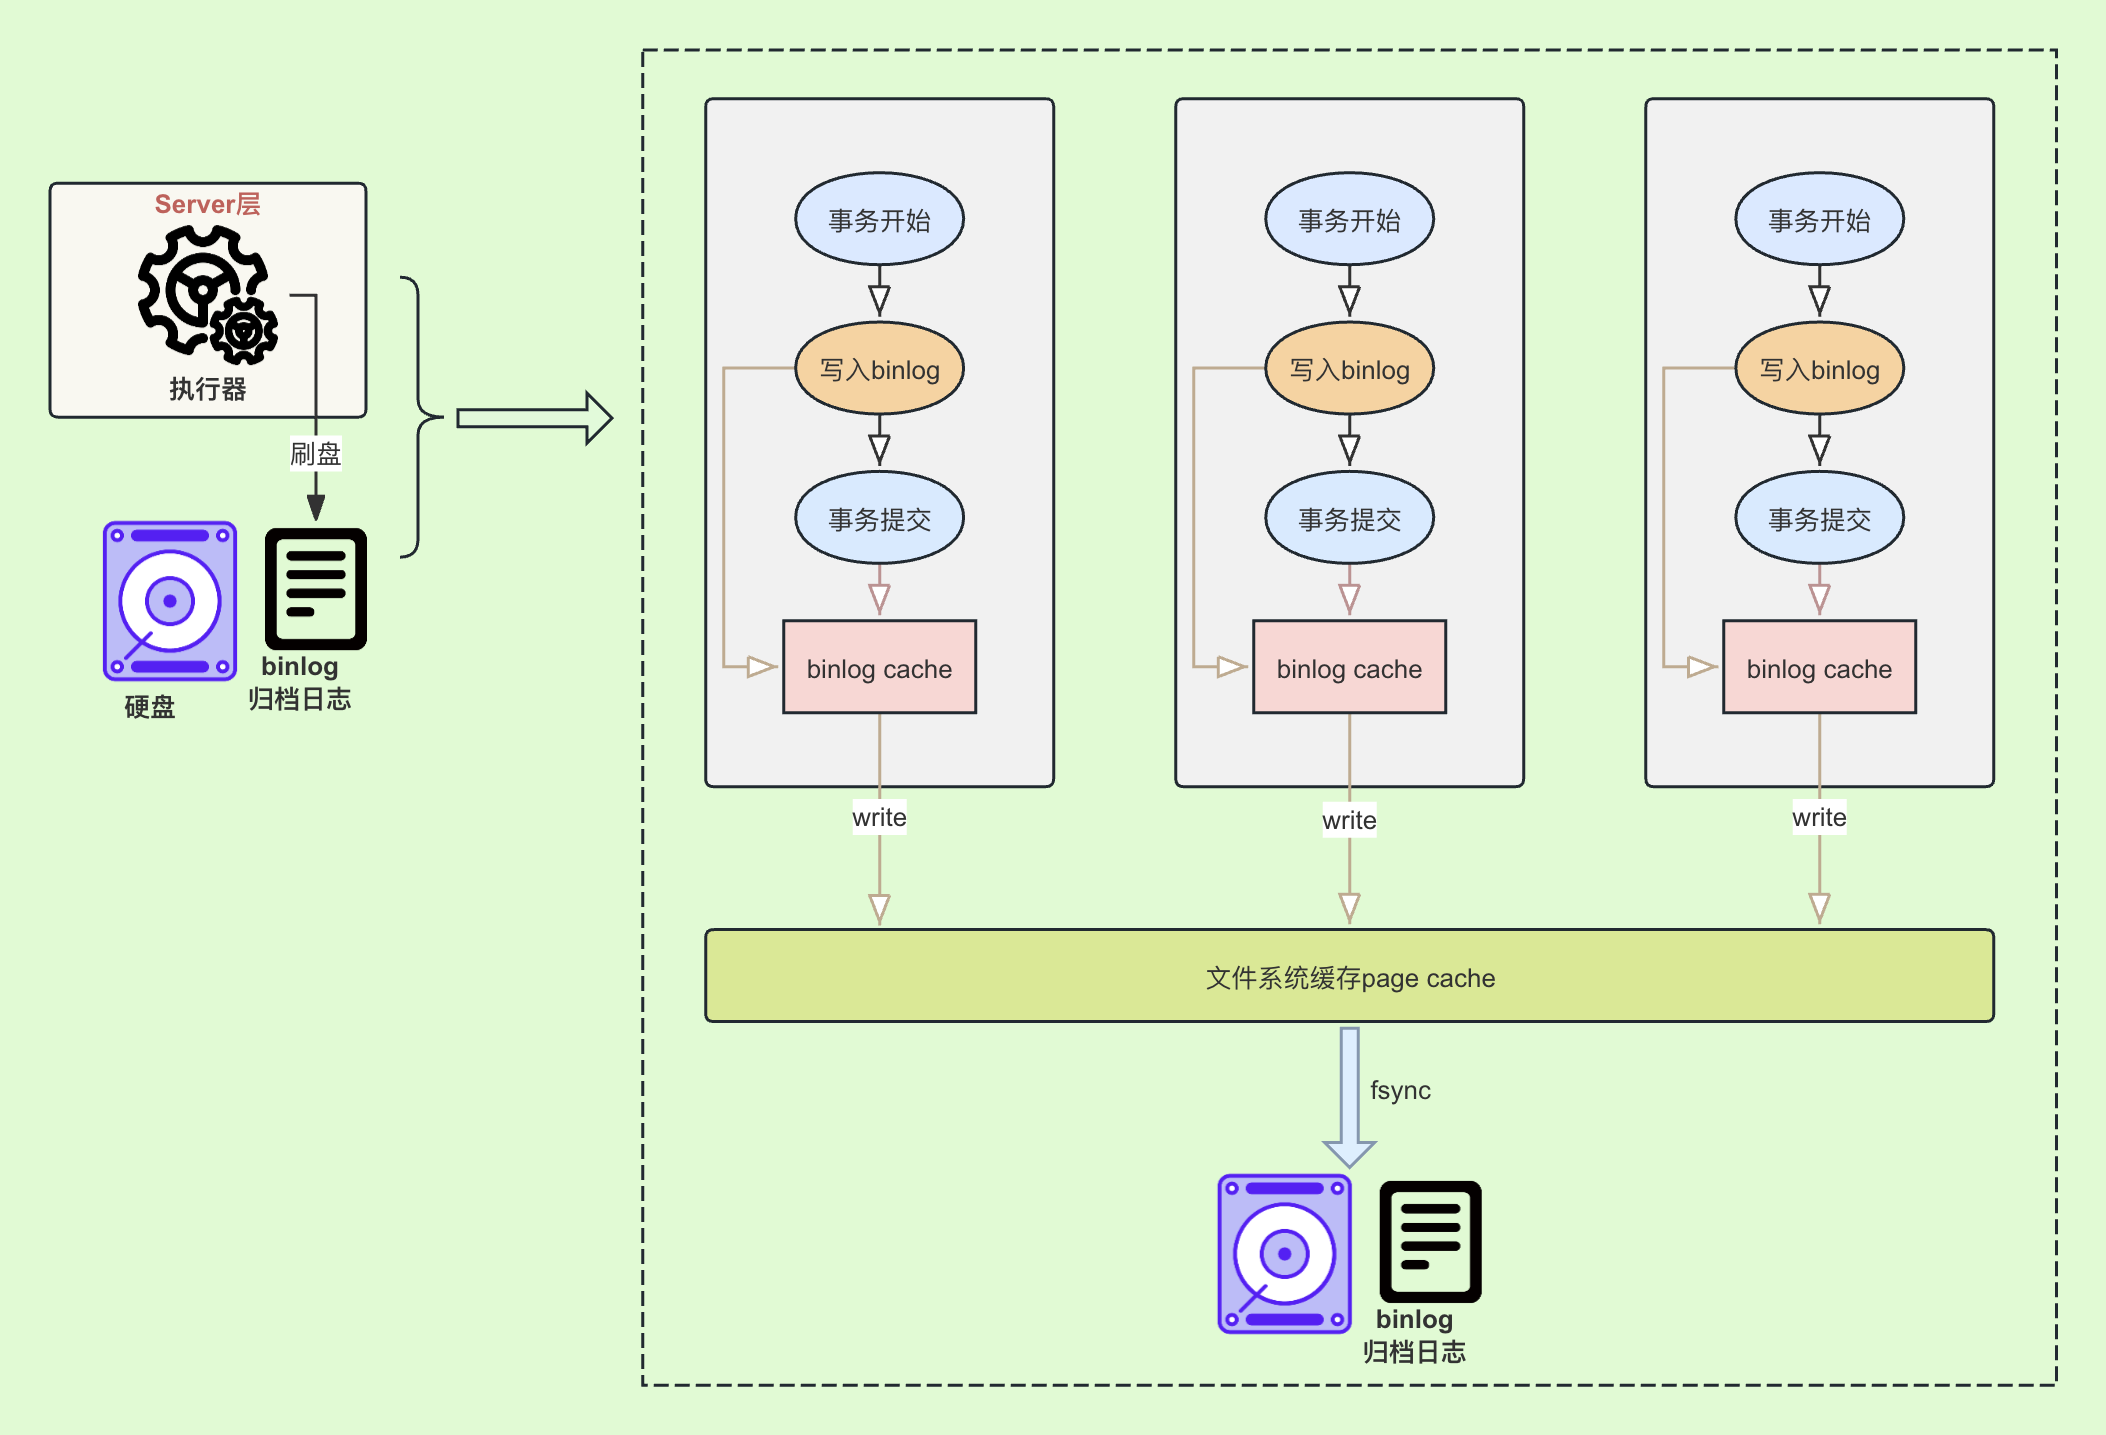 Server层
执行器
刷盘
硬盘
binlog
归档日志
事务开始
写入binlog
事务提交
binlog cache
write
事务开始
写入binlog
事务提交
binlog cache
write
事务开始
写入binlog
事务提交
binlog cache
write
文件系统缓存page cache
fsync
binlog
归档日志